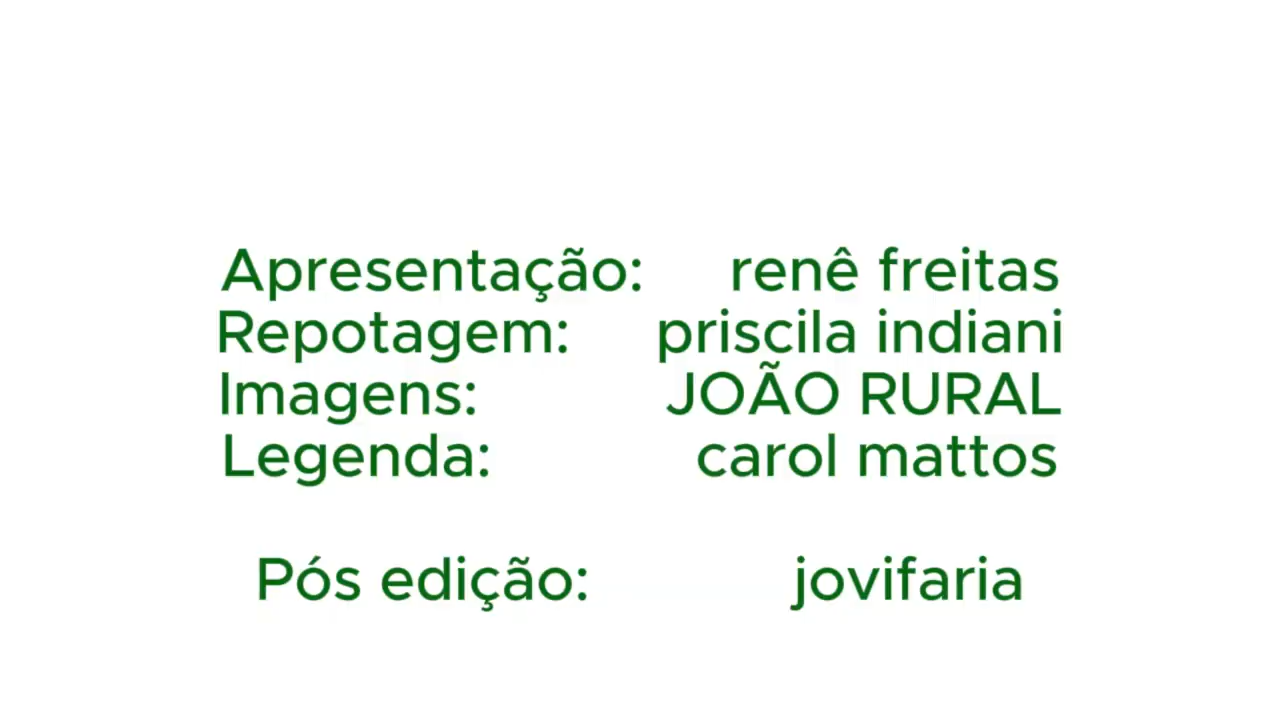 Apresentação: renê freitas
Repotagem: priscila indiani
Imagens: JOÃO RURAL
Legenda: carol mattos
Pós edição: jovifaria